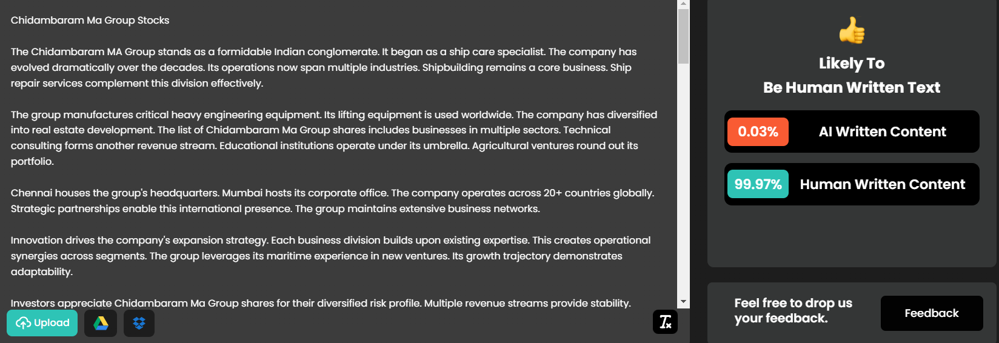 Chidambaram Ma Group Stocks
The Chidambaram MA Group stands as a formidable Indian conglomerate. It began as a ship care specialist. The company has
evolved dramatically over the decades. Its operations now span multiple industries. Shipbuilding remains a core business. Ship
repair services complement this division effectively.
The group manufactures critical heavy engineering equipment. Its lifting equipment is used worldwide. The company has diversified
into real estate development. The list of Chidambaram Ma Group shares includes businesses in multiple sectors. Technical
consulting forms another revenue stream. Educational institutions operate under its umbrella. Agricultural ventures round out its
portfolio.
Chennai houses the group's headquarters. Mumbai hosts its corporate office. The company operates across 20+ countries globally.
Strategic partnerships enable this international presence. The group maintains extensive business networks.
Innovation drives the company's expansion strategy. Each business division builds upon existing expertise. This creates operational
synergies across segments. The group leverages its maritime experience in new ventures. Its growth trajectory demonstrates
adaptability.
Investors appreciate Chidambaram Ma Group shares for their diversified risk profile. Multiple revenue streams provide stability.
Upload
Likely To
Be Human Written Text
0.03% AI Written Content
99.97% Human Written Content
Feel free to drop us
your feedback.
Feedback